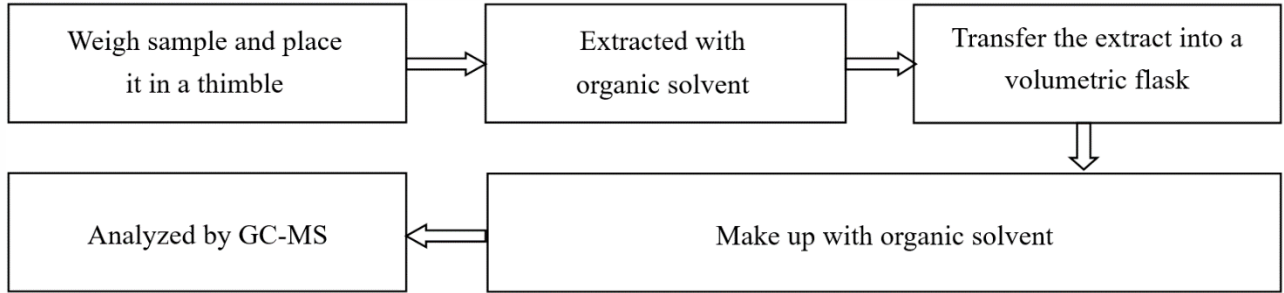 Weigh sample and place
it in a thimble
Extracted with
organic solvent
Transfer the extract into a
volumetric flask
Make up with organic solvent
Analyzed by GC-MS